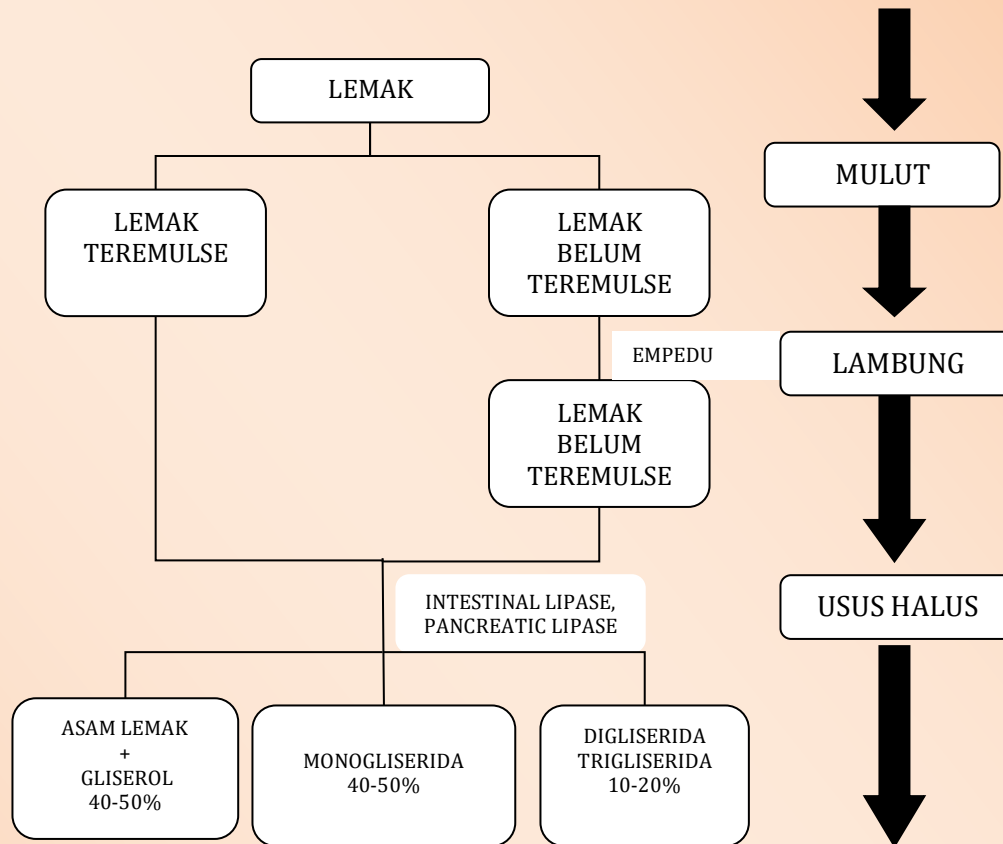 LEMAK
MULUT
LEMAK
TEREMULSE
LEMAK
BELUM
TEREMULSE
EMPEDU
LAMBUNG
LEMAK
BELUM
TEREMULSE
INTESTINAL LIPASE,
PANCREATIC LIPASE
USUS HALUS
ASAM LEMAK
+
GLISEROL
40-50%
MONOGLISERIDA
40-50%
DIGLISERIDA
TRIGLISERIDA
10-20%